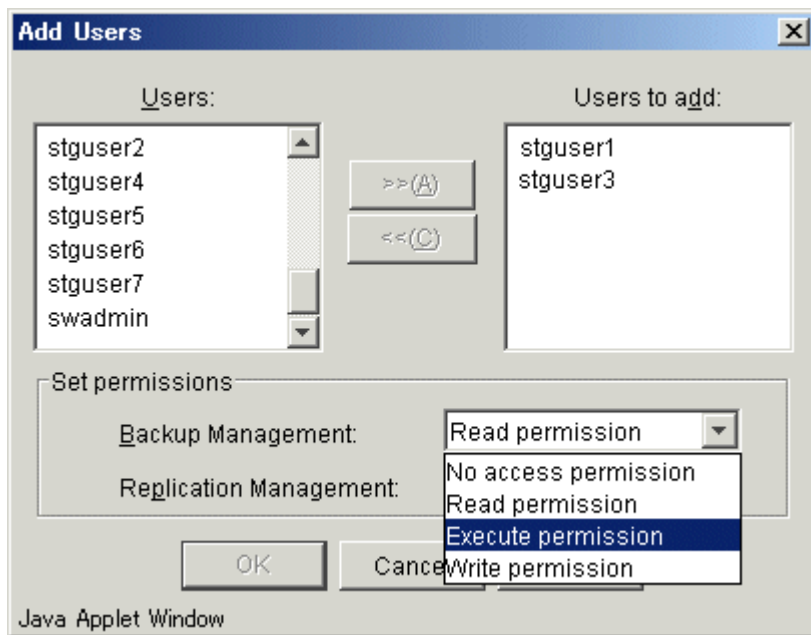 Add Users
Users:
Users to add:
stguser2
stguser4
stguser5
stguser6
stguser7
swadmin
>>(A)
<<(C)
stguser1
stguser3
Set permissions
Backup Management:
Read permission
Replication Management:
No access permission
Read permission
Execute permission
Write permission
OK
Cance
Java Applet Window